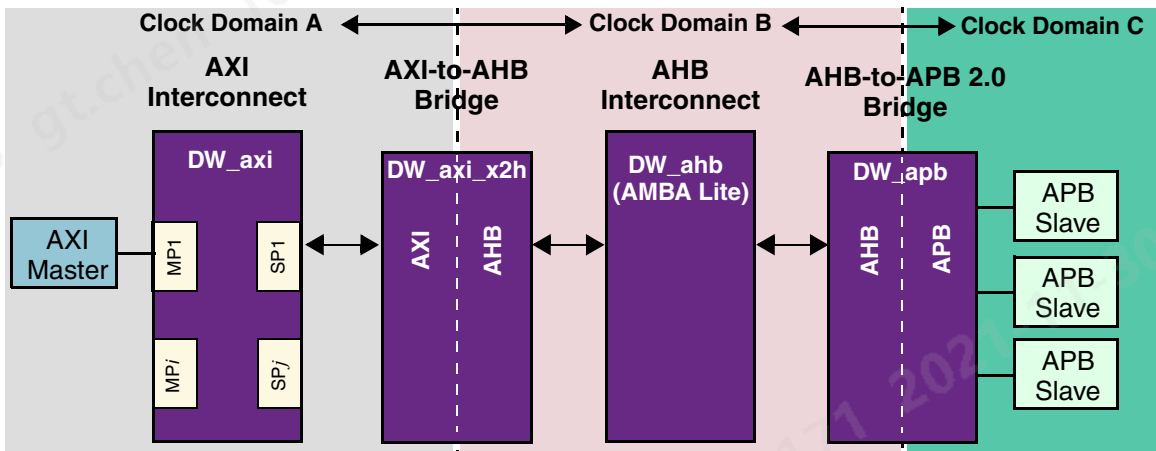 Clock Domain A
Clock Domain B
Clock Domain C
AXI
Interconnect
AXI-to-AHB
Bridge
AHB
Interconnect
AHB-to-APB 2.0
Bridge
DW_axi
DW_axi_x2h
DW_ahb
(AMBA Lite)
DW_apb
AXI
Master
MP1
SP1
MPi
SPj
AXI
AHB
AHB
APB
APB
Slave
APB
Slave
APB
Slave
gt.chen